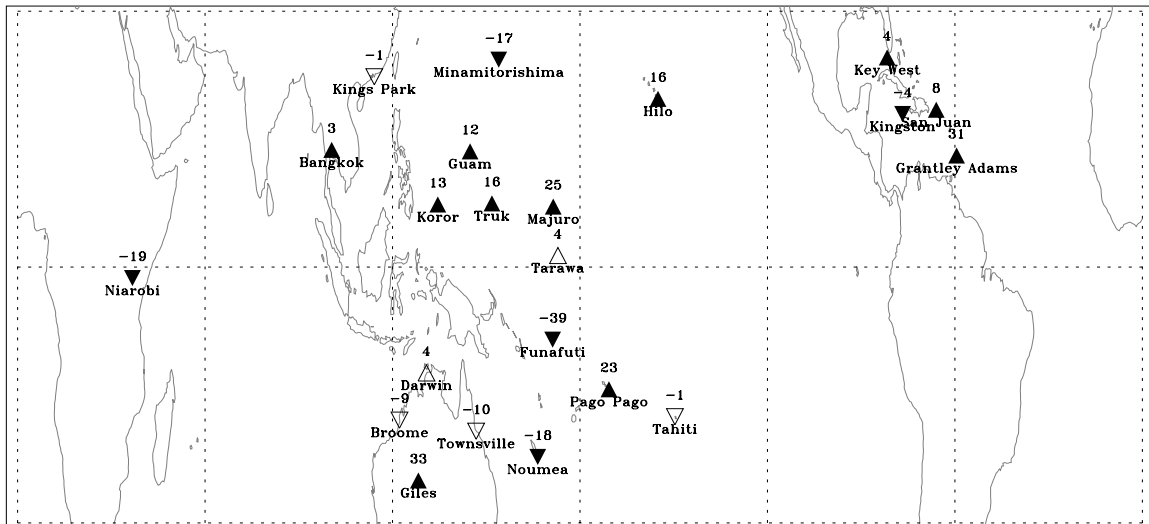 -17
Minamitorishima
-1
Kings Park
4
Key West
16
Hilo
-4
Kingston
8
San Juan
3
Bangkok
12
Guam
31
Grantley Adams
13
Koror
16
Truk
25
Majuro
4
Tarawa
-19
Niarobi
-39
Funafuti
4
Darwin
23
Pago Pago
-9
Broome
-10
Townsville
-1
Tahiti
-18
Noumea
33
Giles